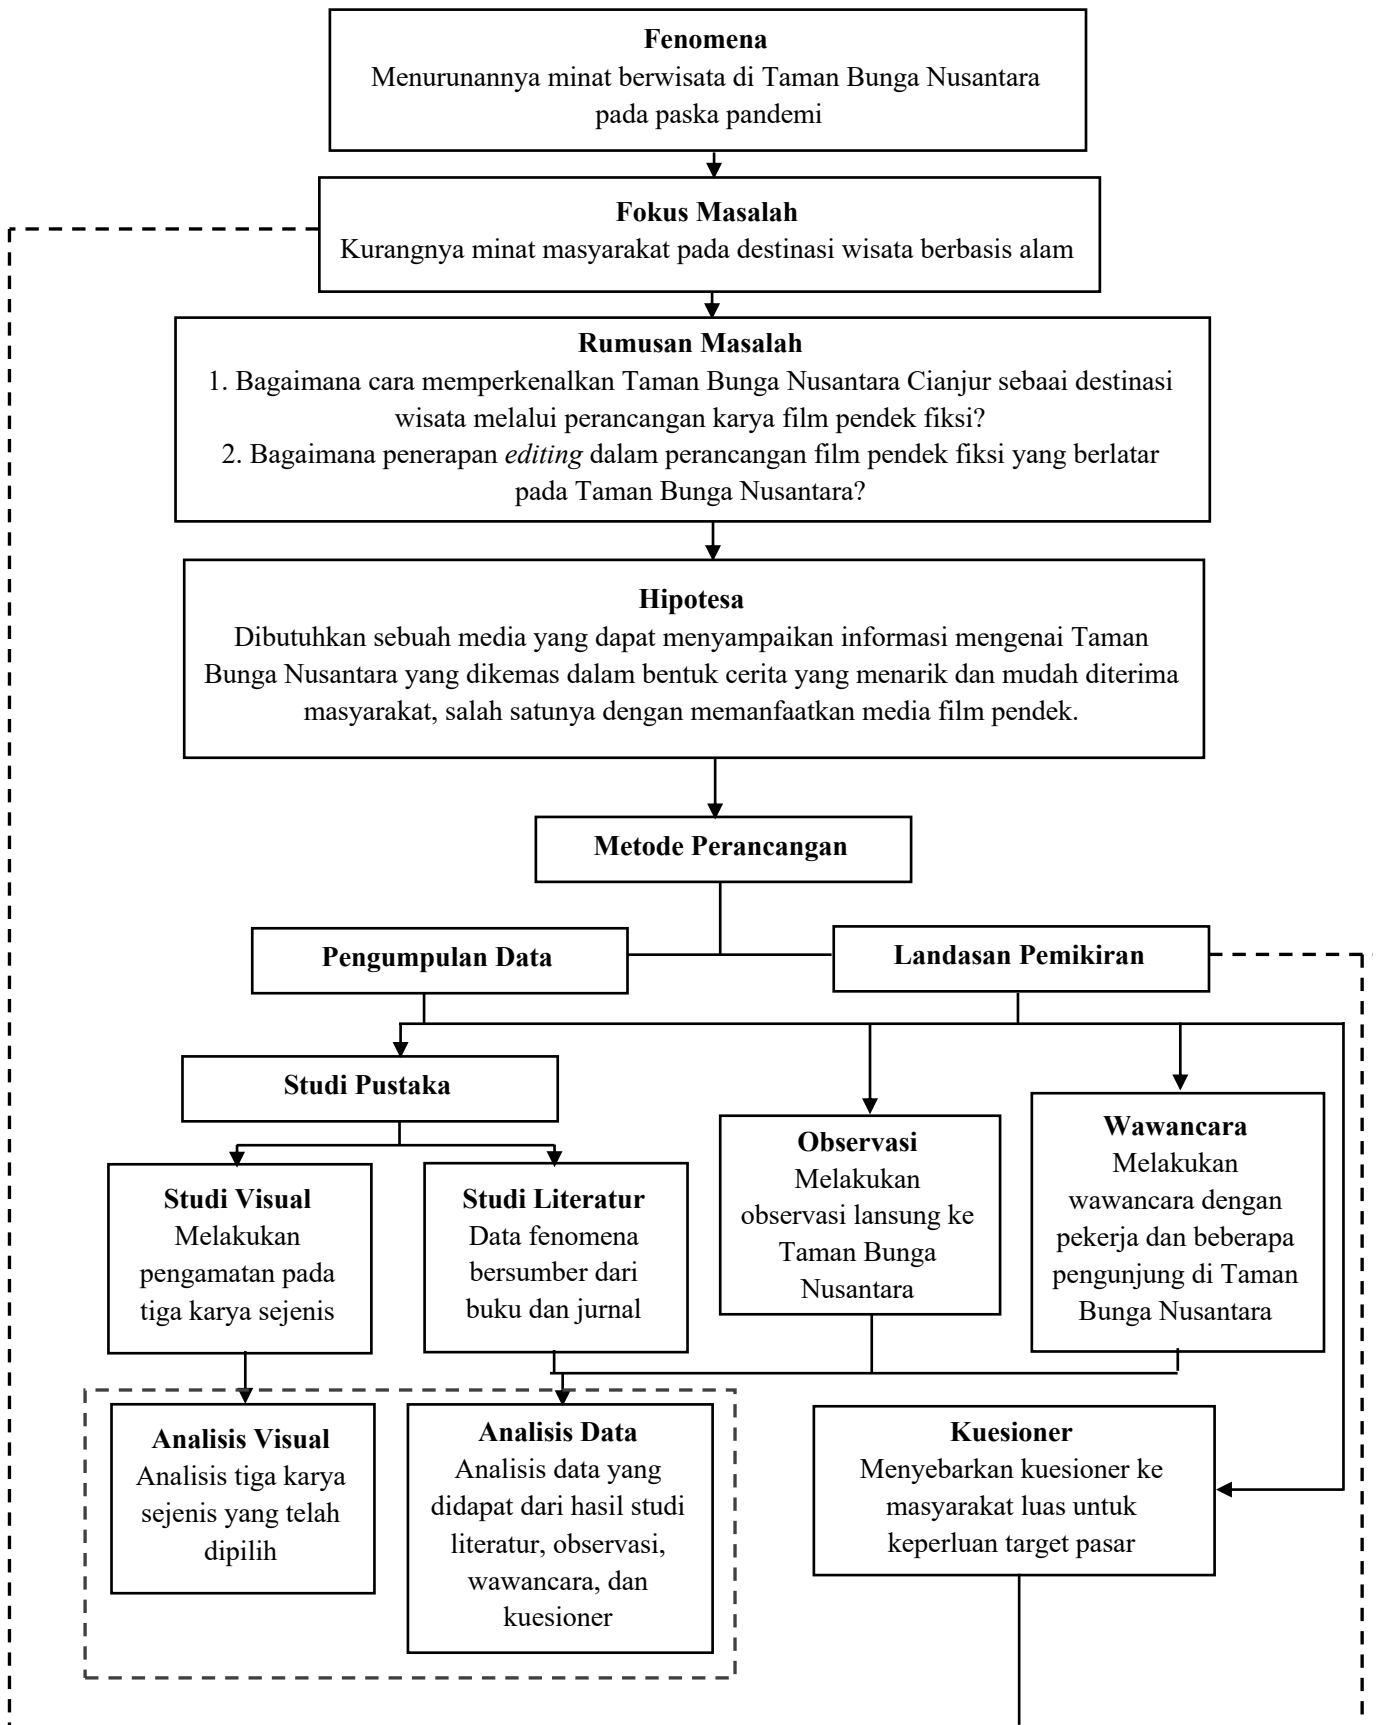 Fenomena
Menurunannya minat berwisata di Taman Bunga Nusantara
pada paska pandemi
Fokus Masalah
Kurangnya minat masyarakat pada destinasi wisata berbasis alam
Rumusan Masalah
1. Bagaimana cara memperkenalkan Taman Bunga Nusantara Cianjur sebaai destinasi
wisata melalui perancangan karya film pendek fiksi?
2. Bagaimana penerapan editing dalam perancangan film pendek fiksi yang berlatar
pada Taman Bunga Nusantara?
Hipotesa
Dibutuhkan sebuah media yang dapat menyampaikan informasi mengenai Taman
Bunga Nusantara yang dikemas dalam bentuk cerita yang menarik dan mudah diterima
masyarakat, salah satunya dengan memanfaatkan media film pendek.
Metode Perancangan
Pengumpulan Data
Landasan Pemikiran
Studi Pustaka
Studi Visual
Melakukan
pengamatan pada
tiga karya sejenis
Studi Literatur
Data fenomena
bersumber dari
buku dan jurnal
Observasi
Melakukan
observasi lansung ke
Taman Bunga
Nusantara
Wawancara
Melakukan
wawancara dengan
pekerja dan beberapa
pengunjung di Taman
Bunga Nusantara
Analisis Visual
Analisis tiga karya
sejenis yang telah
dipilih
Analisis Data
Analisis data yang
didapat dari hasil studi
literatur, observasi,
wawancara, dan
kuesioner
Kuesioner
Menyebarkan kuesioner ke
masyarakat luas untuk
keperluan target pasar